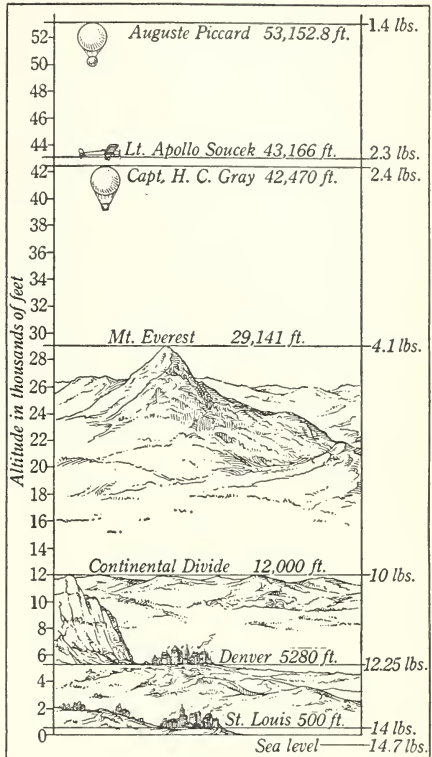 52
Auguste Piccard 53,152.8 ft.
1.4 lbs.
50
48
46
44
Lt. Apollo Soucek 43,166 ft.
2.3 lbs.
42
Capt. H. C. Gray 42,470 ft.
2.4 lbs.
40
38
36
34
32
30
Mt. Everest 29,141 ft.
4.1 lbs.
28
26
24
22
20
18
16
14
12
Continental Divide 12,000 ft.
10 lbs.
10
8
6
Denver 5280 ft.
12.25 lbs.
4
2
St. Louis 500 ft.
14 lbs.
0
Sea level
14.7 lbs.
Altitude in thousands of feet